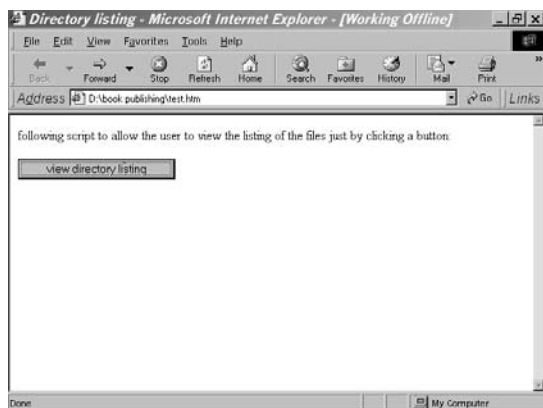 Directory listing - Microsoft Internet Explorer - [Working Offline]
File Edit View Favorites Tools Help
Back Forward Stop Refresh Home Search Favorites History Mail Print
Address D:\book publishing\test.htm Go Links
following script to allow the user to view the listing of the files just by clicking a button:
view directory listing
Done My Computer